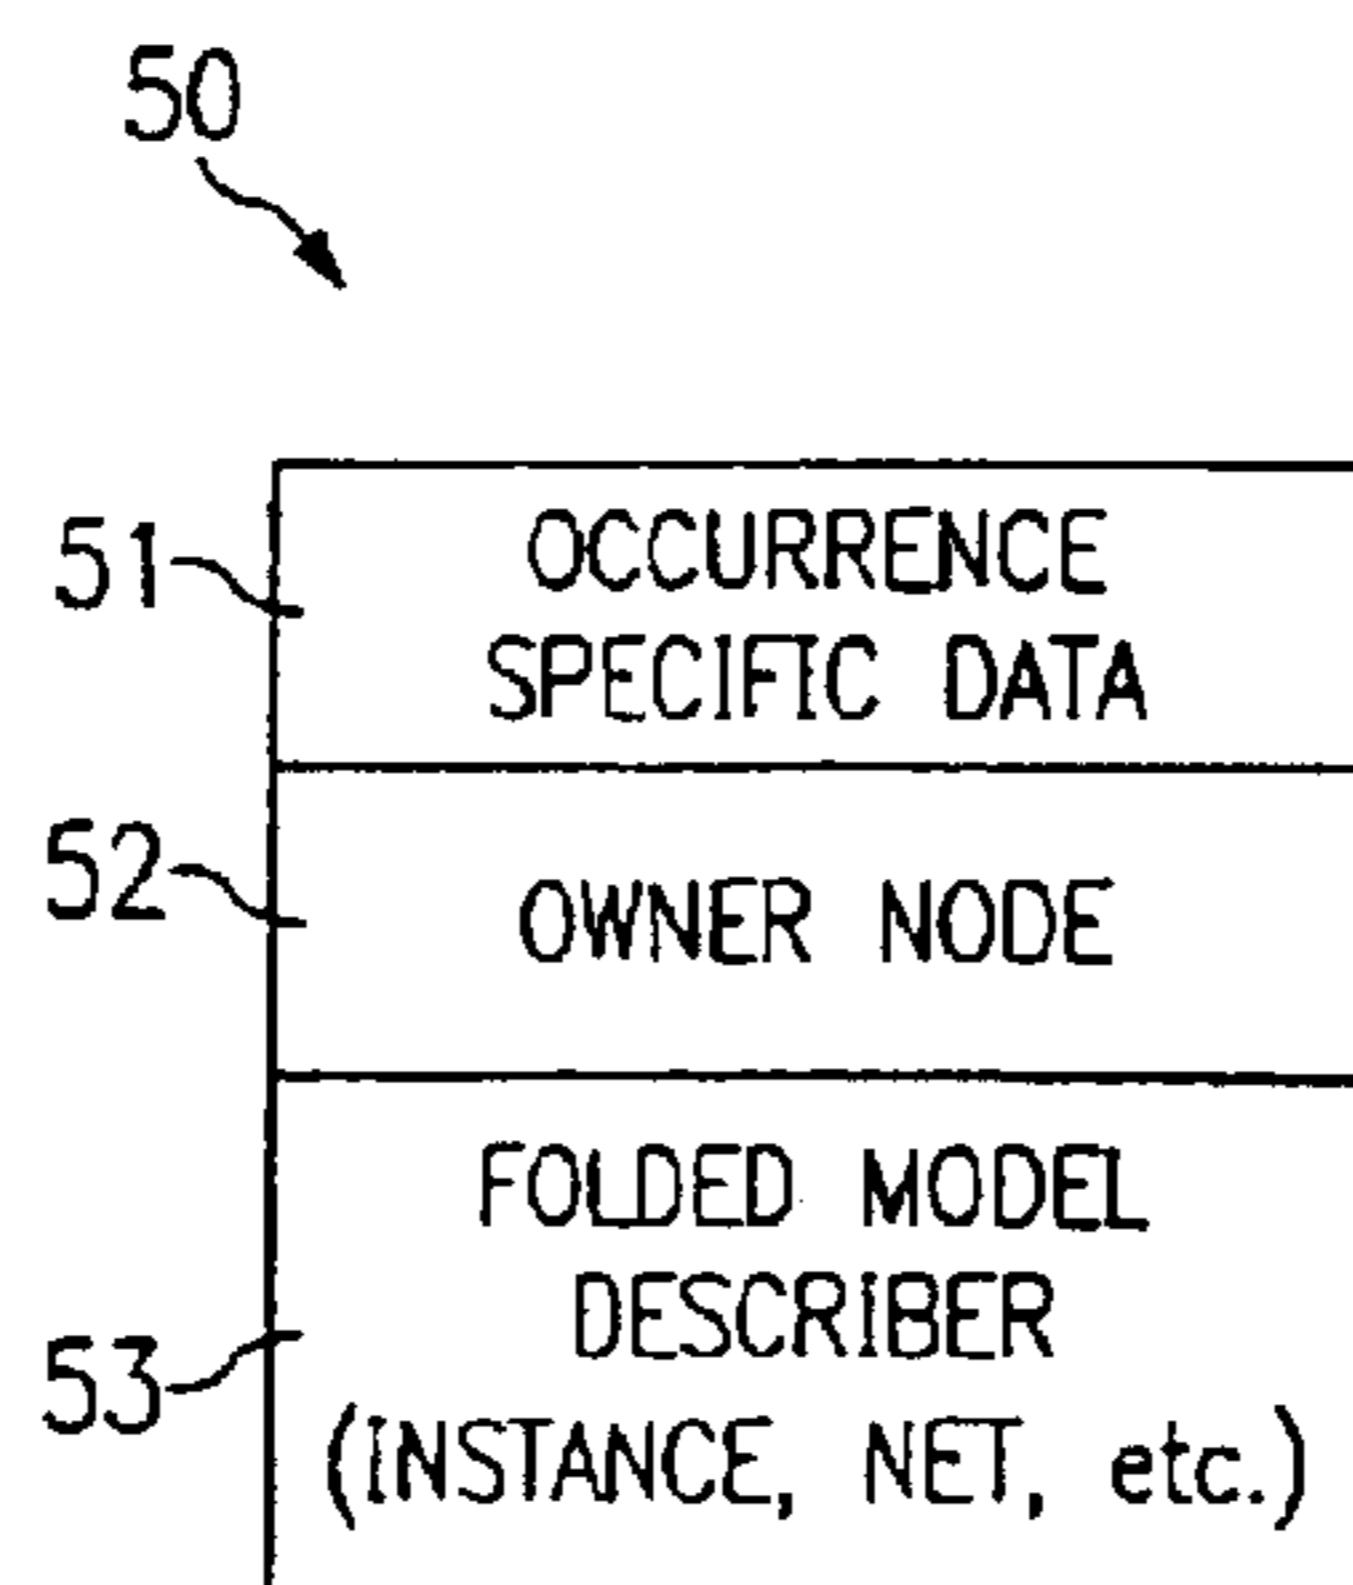 50
51
OCCURRENCE
SPECIFIC DATA
52
OWNER NODE
FOLDED MODEL
DESCRIBER
53
(INSTANCE, NET, etc.)